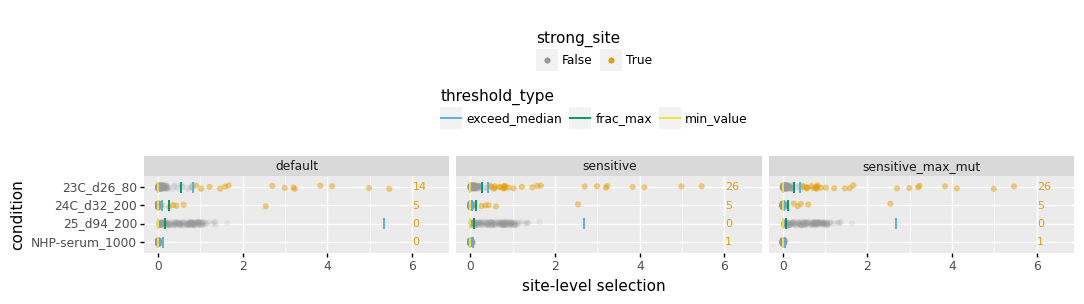 strong_site
False True
threshold_type
exceed_median frac_max min_value
default sensitive sensitive_max_mut
condition
23C_d26_80 14 26 26
24C_d32_200 5 5 5
25_d94_200 0 0 0
NHP-serum_1000 0 1 1
0 2 4 6 0 2 4 6 0 2 4 6
site-level selection